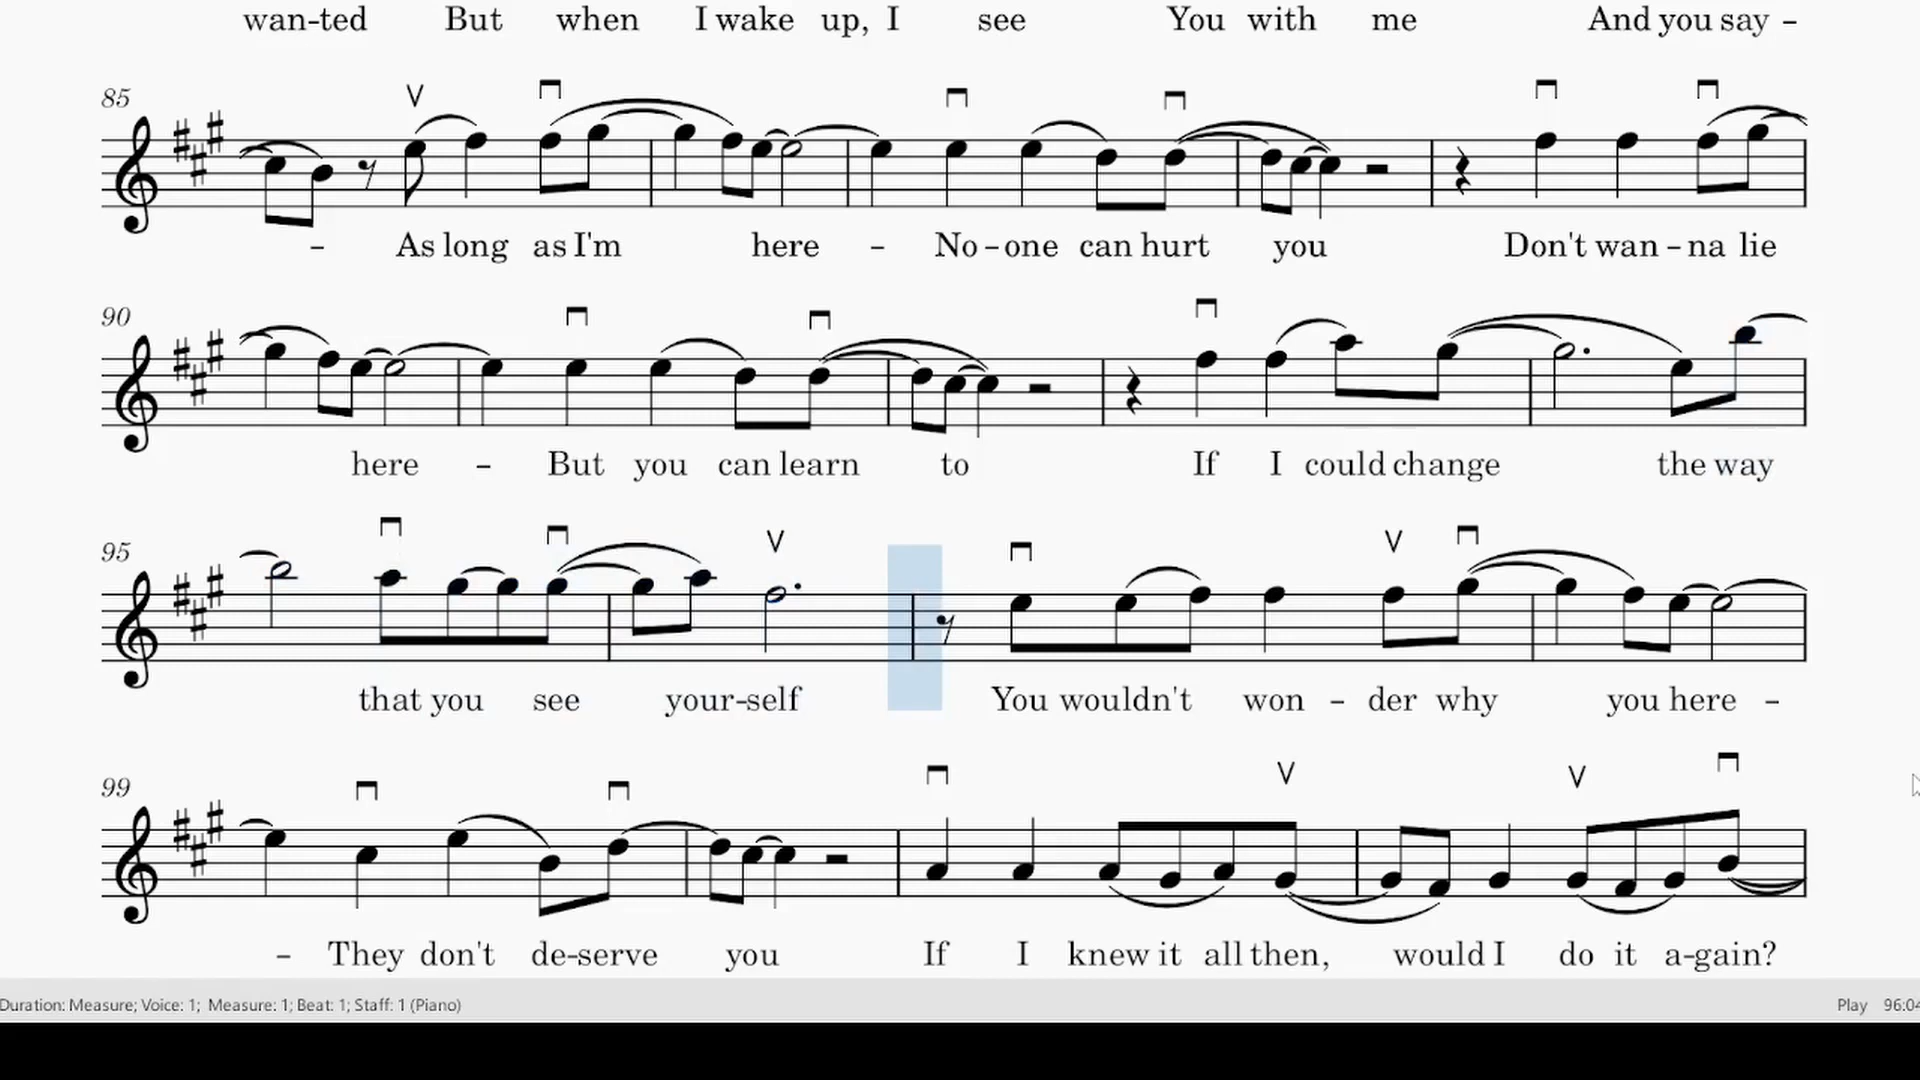 wan-ted But when I wake up, I see You with me And you say -
85
- As long as I'm here - No-one can hurt you Don't wan-na lie
90
here - But you can learn to If I could change the way
95
that you see your-self You wouldn't won - der why you here -
99
- They don't de-serve you If I knew it all then, would I do it a-gain?
Duration: Measure; Voice: 1; Measure: 1; Beat: 1; Staff: 1 (Piano) Play 96:04